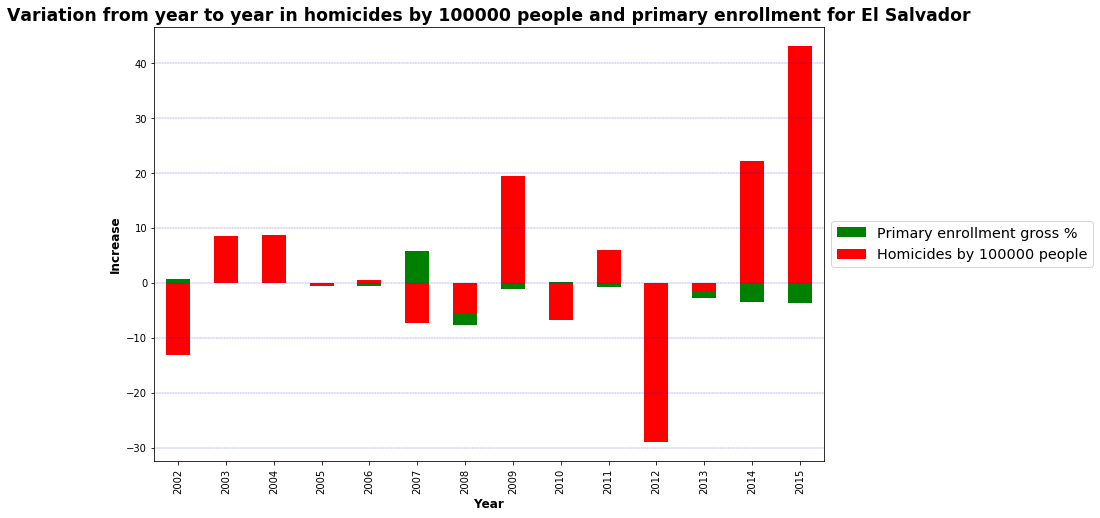 Variation from year to year in homicides by 100000 people and primary enrollment for El Salvador
40
30
20
10
0
−10
−20
−30
Increase
2002 2003 2004 2005 2006 2007 2008 2009 2010 2011 2012 2013 2014 2015
Year
Primary enrollment gross %
Homicides by 100000 people